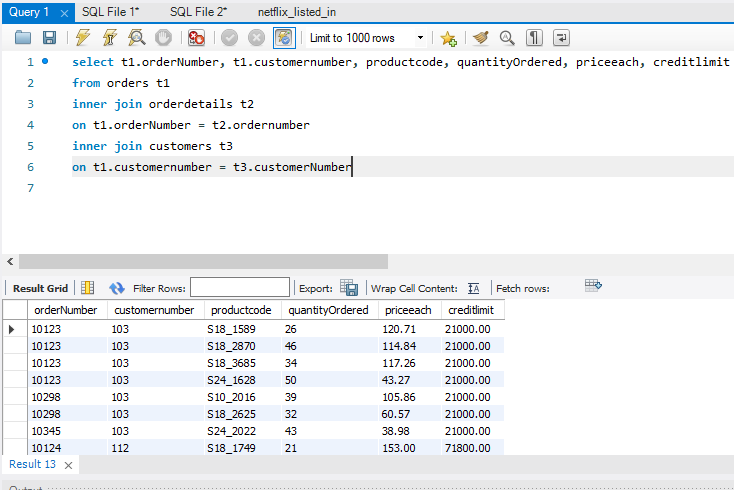 Query 1 SQL File 1* SQL File 2* netflix_listed_in
Limit to 1000 rows
1 select t1.orderNumber, t1.customernumber, productcode, quantityOrdered, priceeach, creditlimit
2 from orders t1
3 inner join orderdetails t2
4 on t1.orderNumber = t2.ordernumber
5 inner join customers t3
6 on t1.customernumber = t3.customerNumber
7
Result Grid Filter Rows: Export: Wrap Cell Content: Fetch rows:
orderNumber customernumber productcode quantityOrdered priceeach creditlimit
10123 103 S18_1589 26 120.71 21000.00
10123 103 S18_2870 46 114.84 21000.00
10123 103 S18_3685 34 117.26 21000.00
10123 103 S24_1628 50 43.27 21000.00
10298 103 S10_2016 39 105.86 21000.00
10298 103 S18_2625 32 60.57 21000.00
10345 103 S24_2022 43 38.98 21000.00
10124 112 S18_1749 21 153.00 71800.00
Result 13